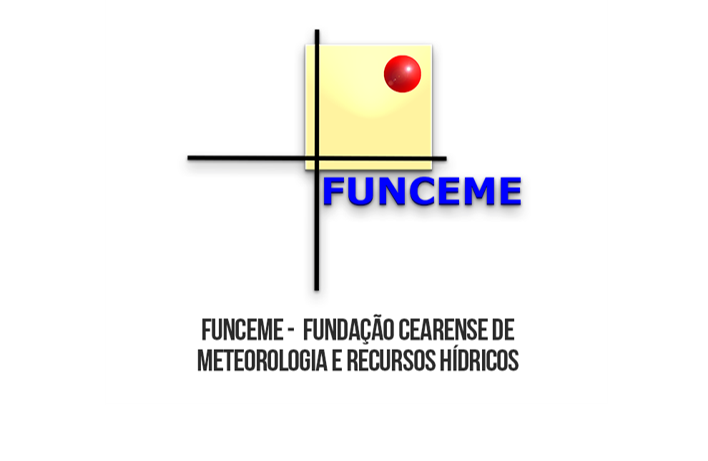 FUNCEME
FUNCEME - FUNDAÇÃO CEARENSE DE
METEOROLOGIA E RECURSOS HÍDRICOS